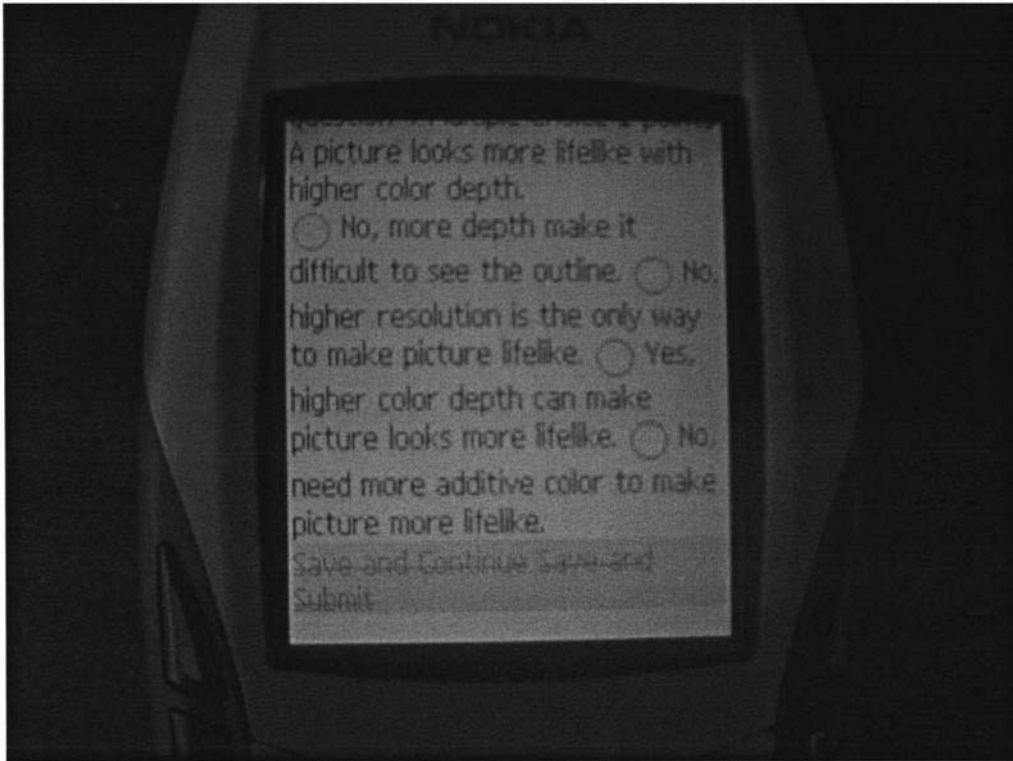 NOKIA
A picture looks more lifelike with
higher color depth.
No, more depth make it
difficult to see the outline. No,
higher resolution is the only way
to make picture lifelike. Yes,
higher color depth can make
picture looks more lifelike. No,
need more additive color to make
picture more lifelike.
Save and Continue Save and
Submit